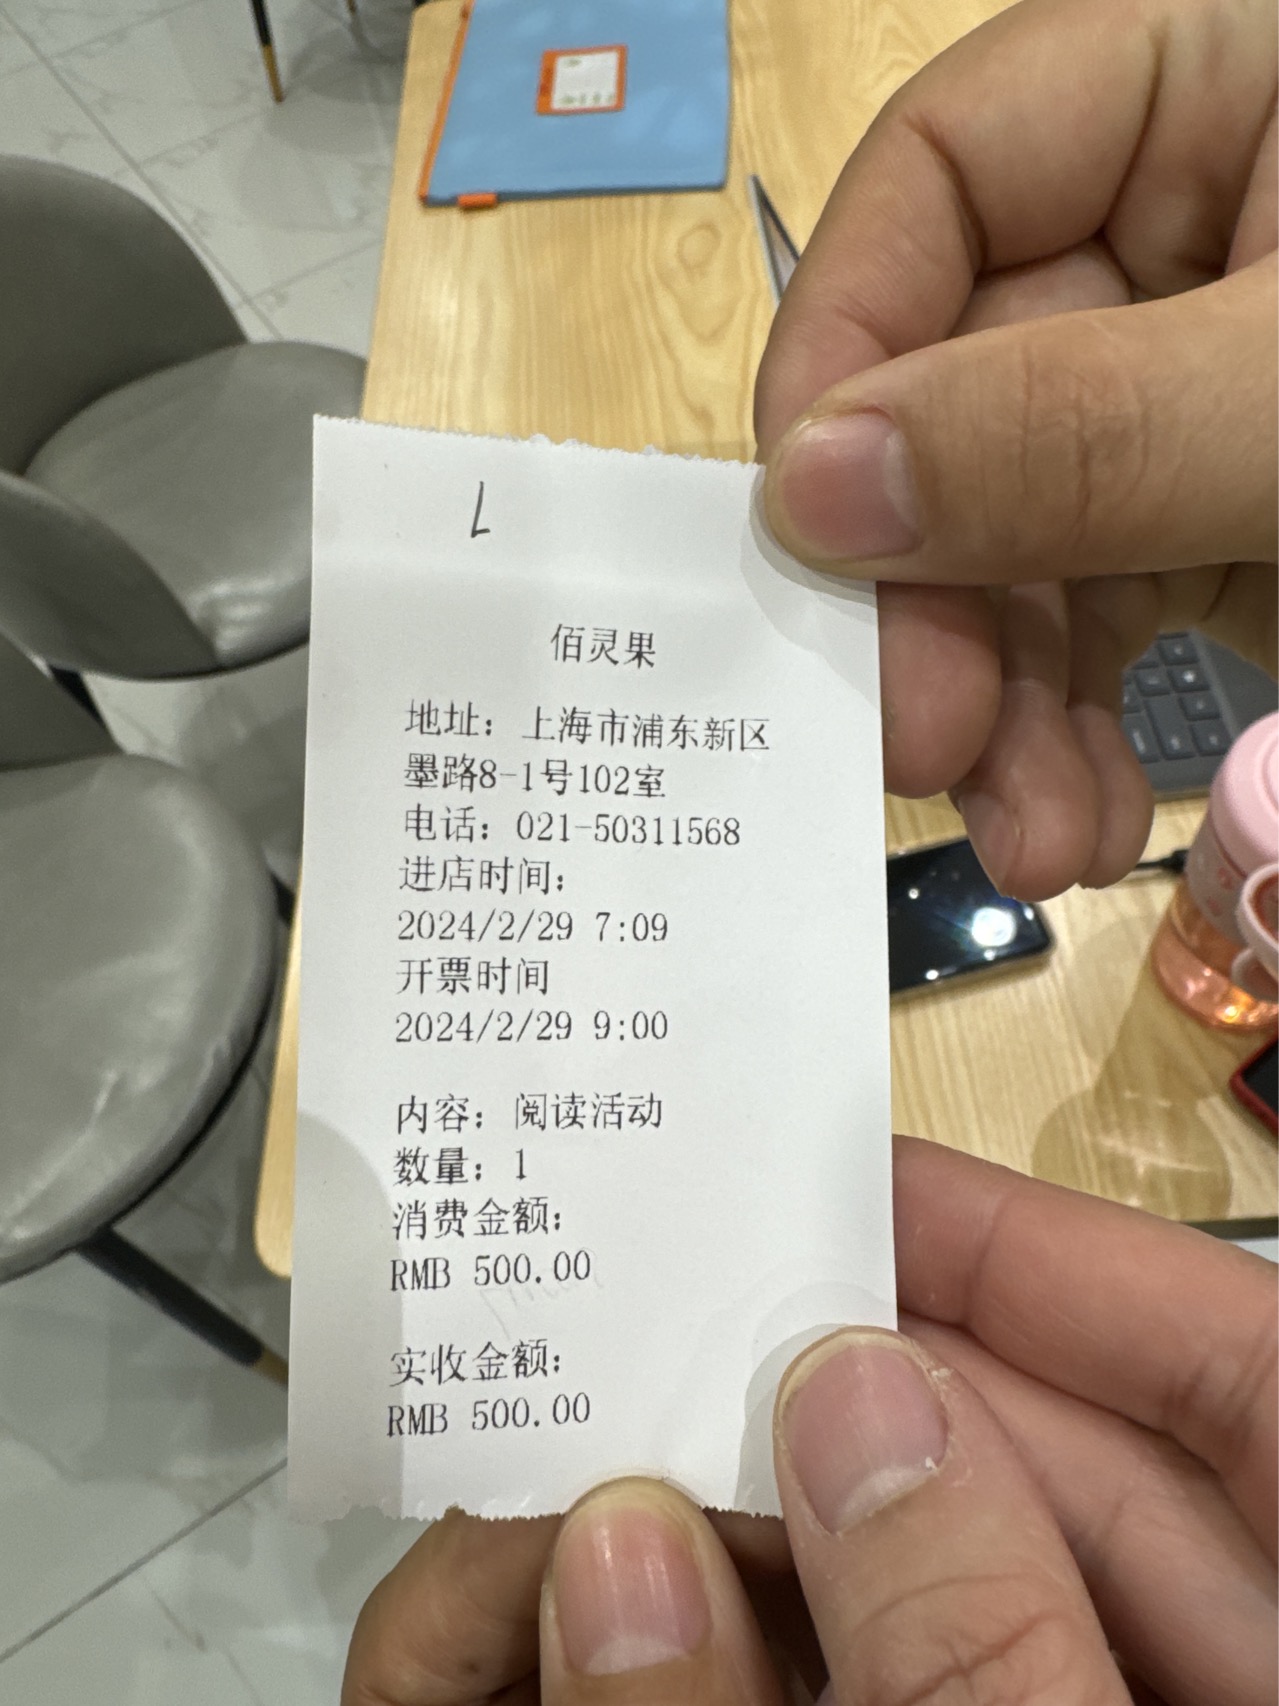 佰灵果
地址：上海市浦东新区
墨路8-1号102室
电话：021-50311568
进店时间：
2024/2/29 7:09
开票时间
2024/2/29 9:00
内容：阅读活动
数量：1
消费金额：
RMB 500.00
实收金额：
RMB 500.00